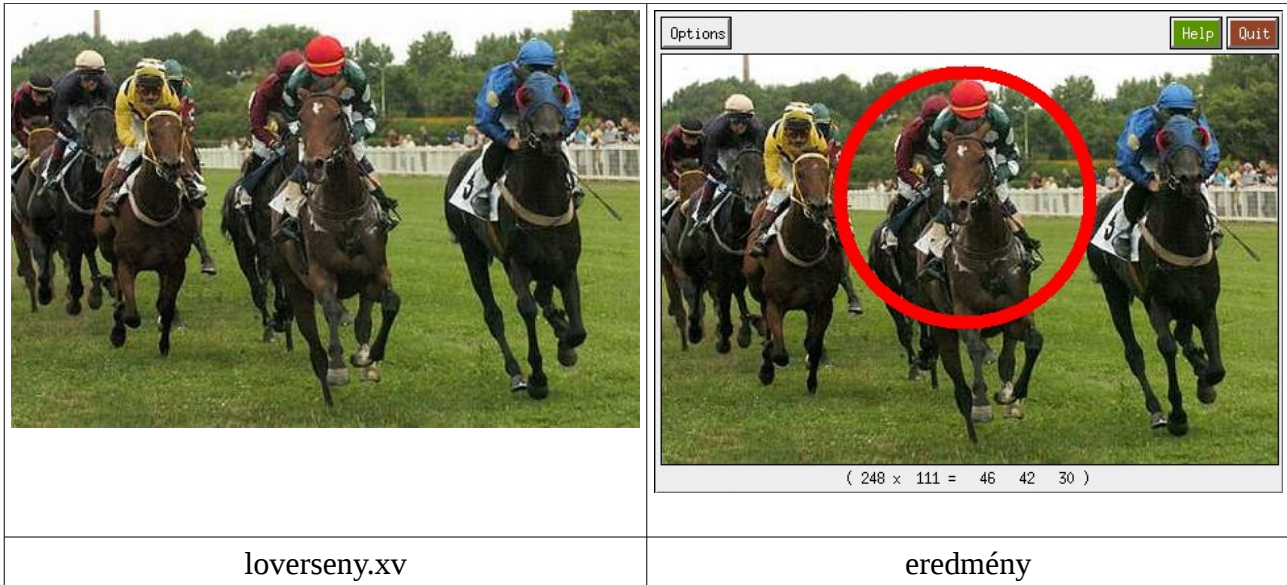 Options
Help
Quit
( 248 x 111 = 46 42 30 )
loverseny.xv
eredmény